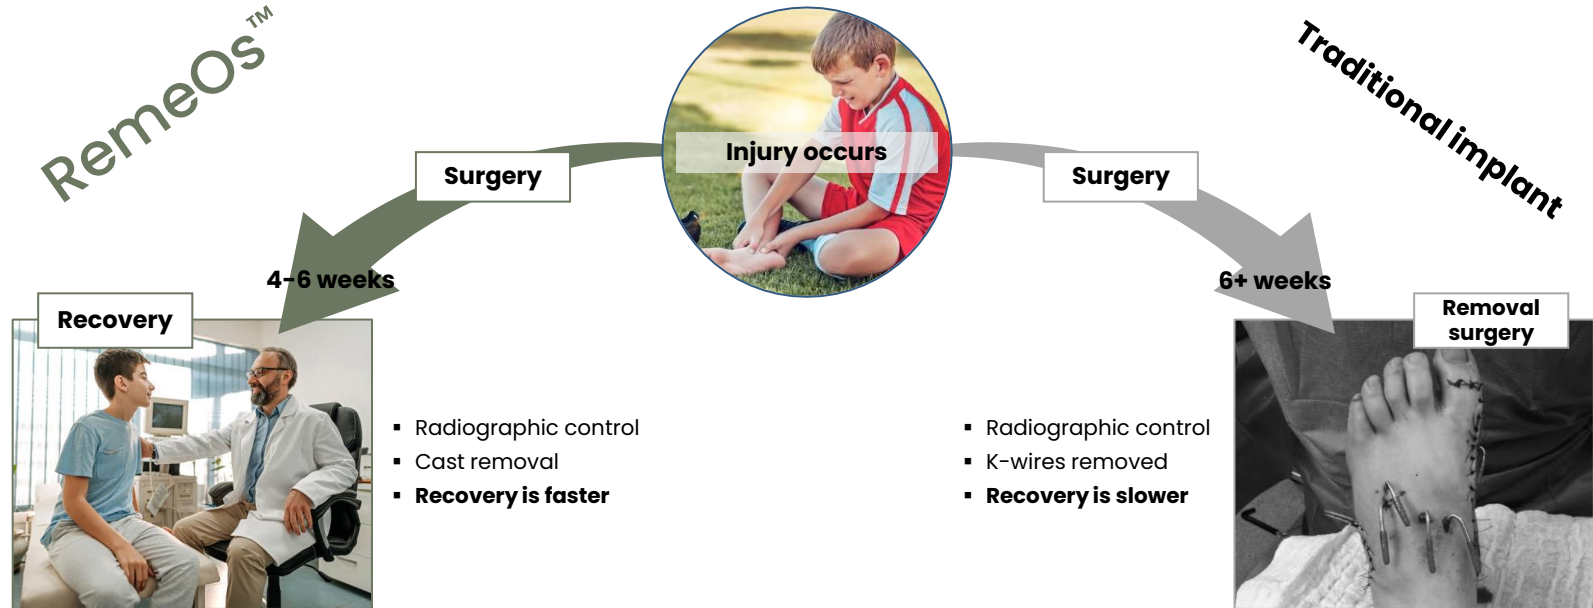 RemeOs™
Traditional implant
Injury occurs
Surgery
Surgery
4-6 weeks
6+ weeks
Recovery
Removal
surgery
▪ Radiographic control
▪ Cast removal
▪ Recovery is faster
▪ Radiographic control
▪ K-wires removed
▪ Recovery is slower